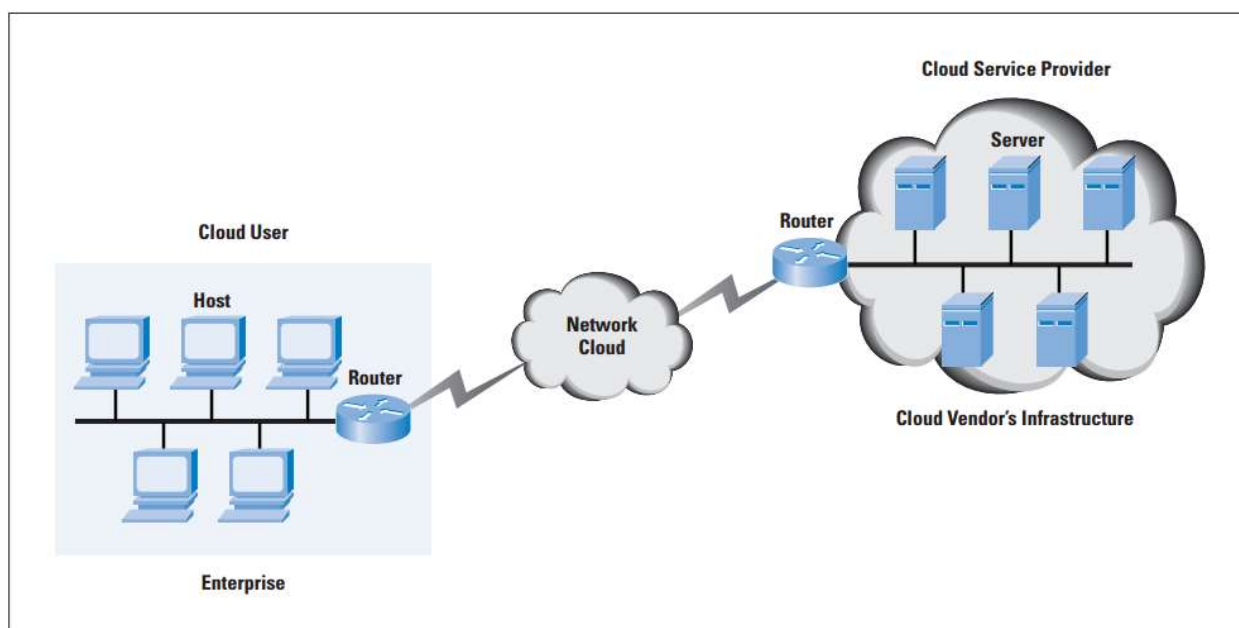 Cloud Service Provider
Server
Router
Cloud User
Host
Router
Network
Cloud
Cloud Vendor's Infrastructure
Enterprise